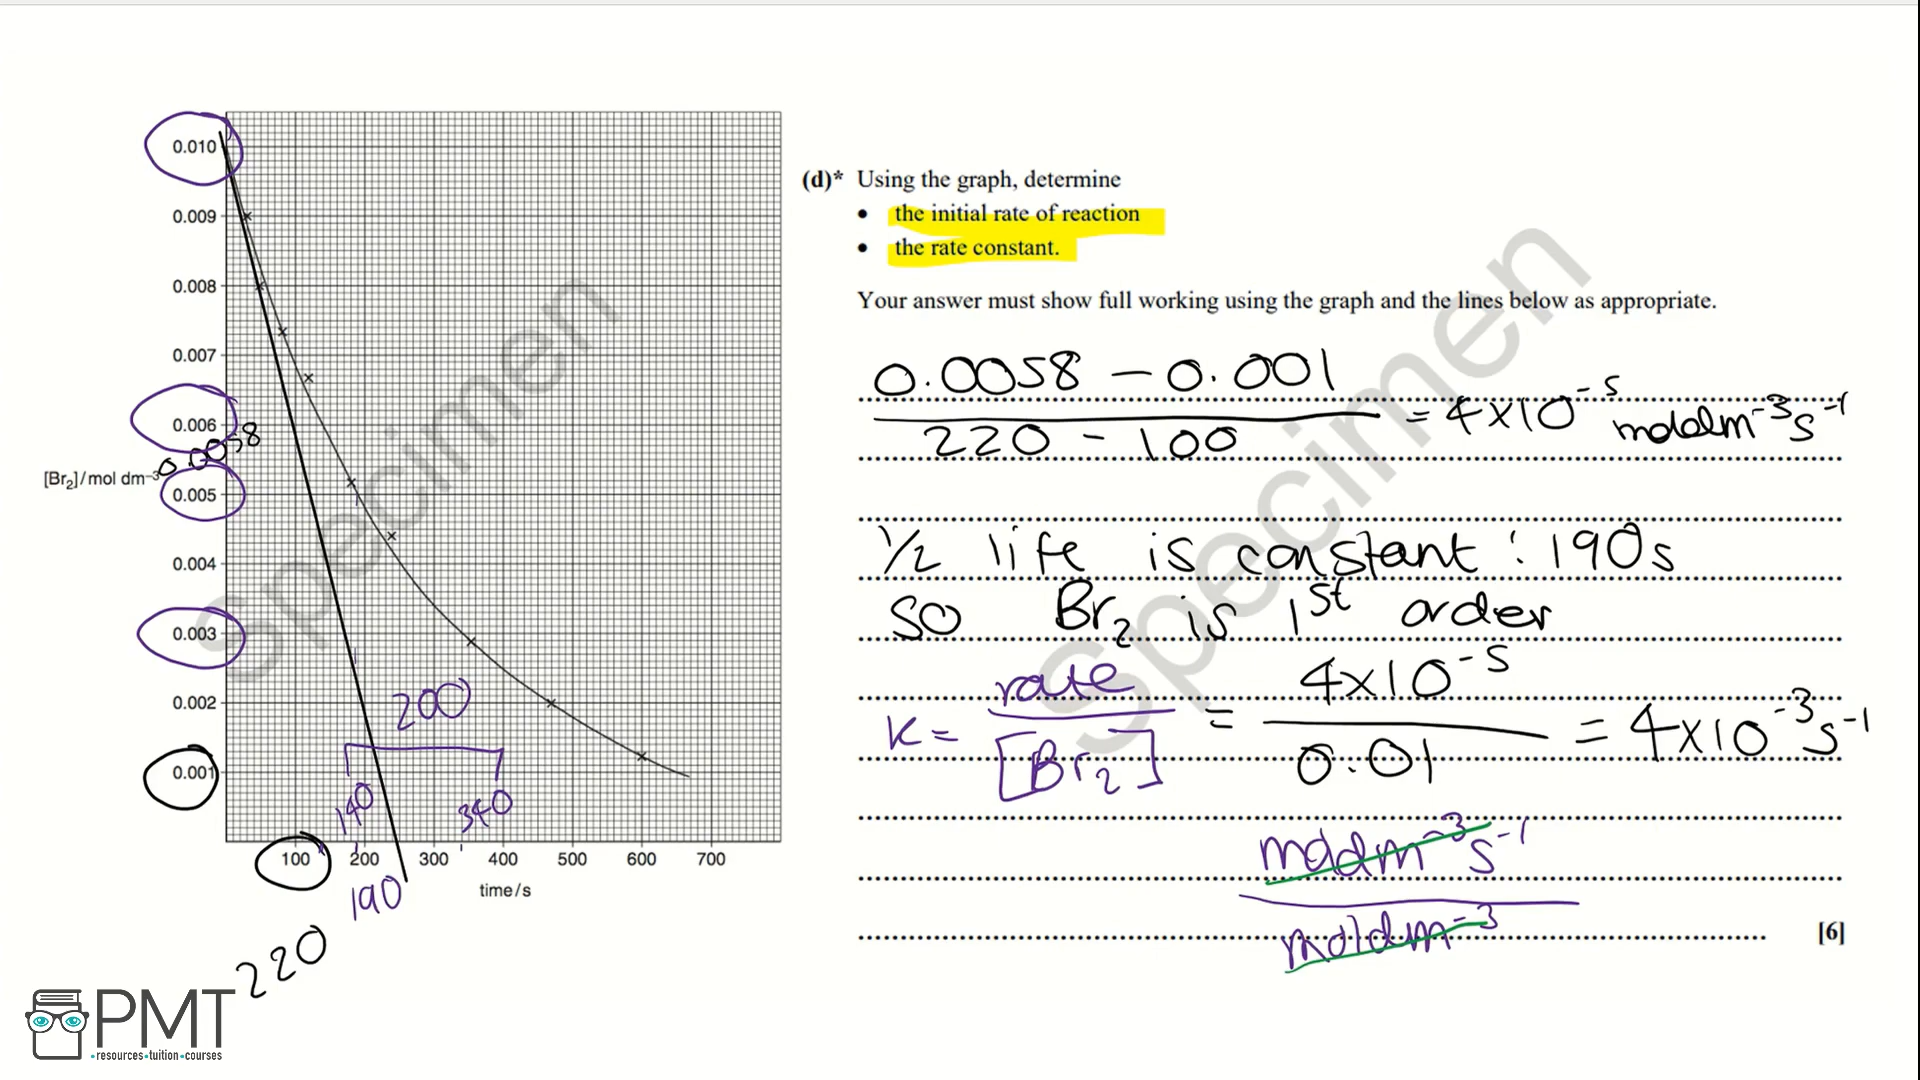 0.010
0.009
0.008
0.007
0.006
0.0058
[Br₂]/mol dm⁻³
0.005
0.004
0.003
0.002
0.001
200
140
340
100 200 300 400 500 600 700
time/s
190
220
Specimen
PMT
•resources•tuition•courses
(d)* Using the graph, determine
• the initial rate of reaction
• the rate constant.
Your answer must show full working using the graph and the lines below as appropriate.
0.0058 - 0.001
220 - 100
= 4x10⁻⁵ moldm⁻³s⁻¹
1/2 life is constant : 190s
so Br₂ is 1st order
K = rate / [Br₂] = 4x10⁻⁵ / 0.01 = 4x10⁻³s⁻¹
moldm⁻³s⁻¹
moldm⁻³
[6]
Specimen